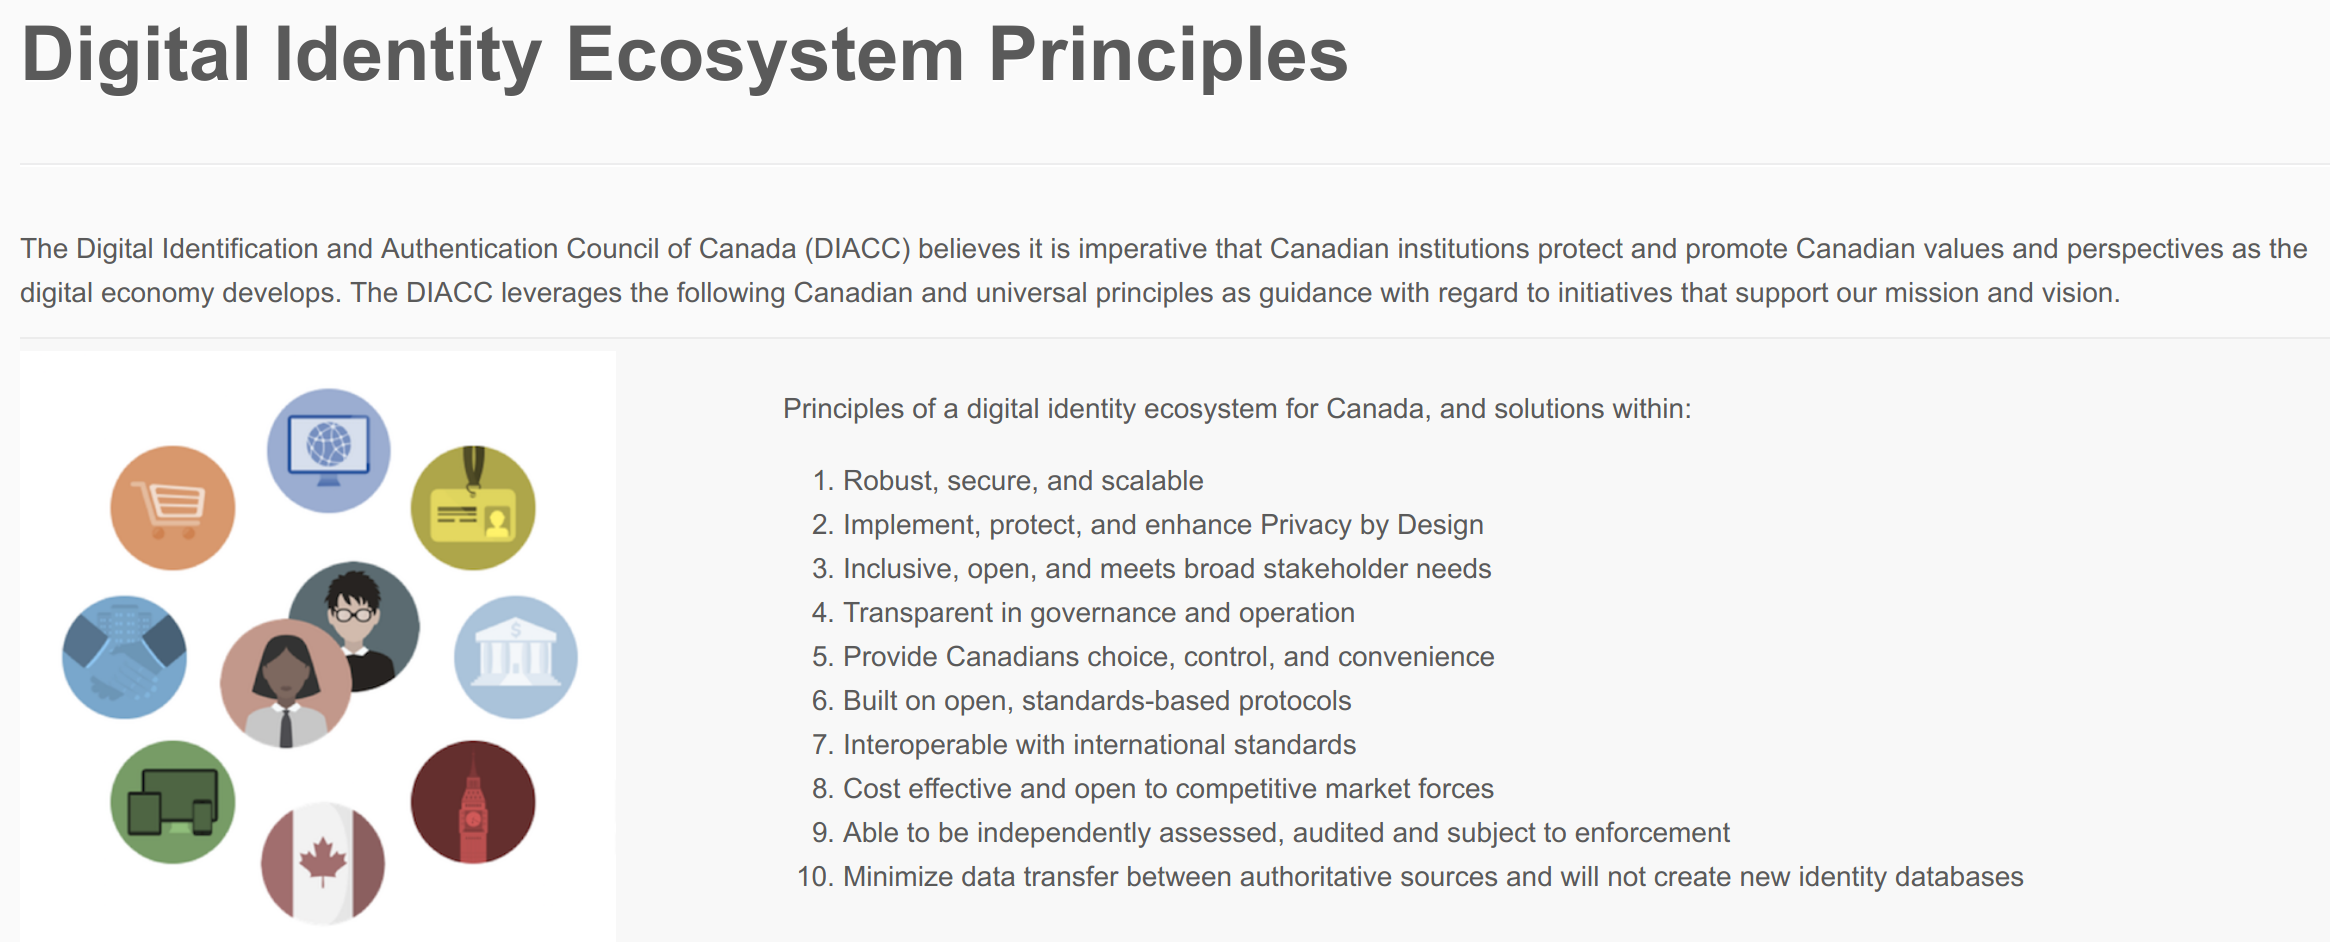 Digital Identity Ecosystem Principles
The Digital Identification and Authentication Council of Canada (DIACC) believes it is imperative that Canadian institutions protect and promote Canadian values and perspectives as the
digital economy develops. The DIACC leverages the following Canadian and universal principles as guidance with regard to initiatives that support our mission and vision.
$
Principles of a digital identity ecosystem for Canada, and solutions within:
1. Robust, secure, and scalable
2. Implement, protect, and enhance Privacy by Design
3. Inclusive, open, and meets broad stakeholder needs
4. Transparent in governance and operation
5. Provide Canadians choice, control, and convenience
6. Built on open, standards-based protocols
7. Interoperable with international standards
8. Cost effective and open to competitive market forces
9. Able to be independently assessed, audited and subject to enforcement
10. Minimize data transfer between authoritative sources and will not create new identity databases